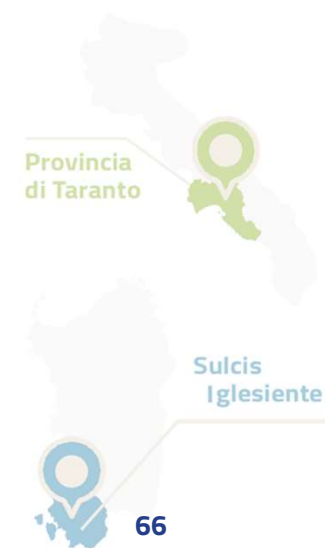 Provincia
di Taranto
Sulcis
Iglesiente
66